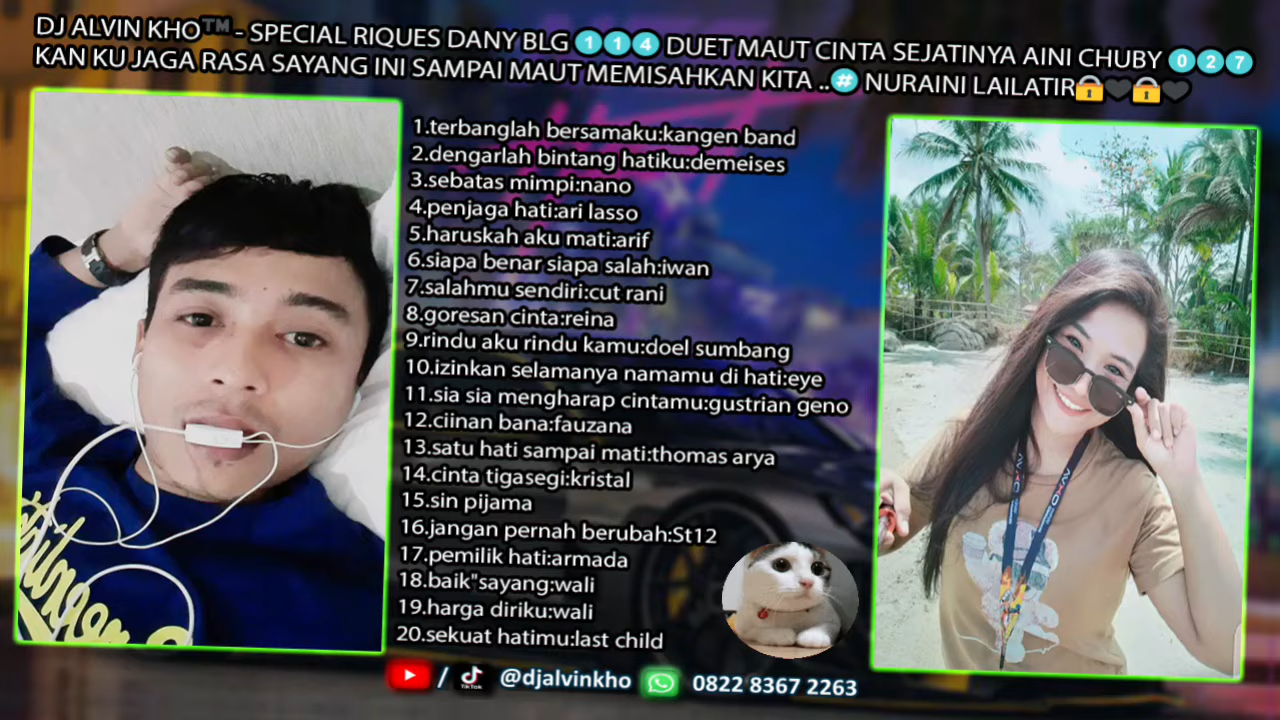 DJ ALVIN KHO™ - SPECIAL RIQUES DANY BLG 114 DUET MAUT CINTA SEJATINYA AINI CHUBY 027
KAN KU JAGA RASA SAYANG INI SAMPAI MAUT MEMISAHKAN KITA ..#️⃣ NURAINI LAILATIR🔒🖤🔒🖤
1.terbanglah bersamaku:kangen band
2.dengarlah bintang hatiku:demeises
3.sebatas mimpi:nano
4.penjaga hati:ari lasso
5.haruskah aku mati:arif
6.siapa benar siapa salah:iwan
7.salahmu sendiri:cut rani
8.goresan cinta:reina
9.rindu aku rindu kamu:doel sumbang
10.izinkan selamanya namamu di hati:eye
11.sia sia mengharap cintamu:gustrian geno
12.ciinan bana:fauzana
13.satu hati sampai mati:thomas arya
14.cinta tigasegi:kristal
15.sin pijama
16.jangan pernah berubah:St12
17.pemilik hati:armada
18.baik"sayang:wali
19.harga diriku:wali
20.sekuat hatimu:last child
/ TikTok @djalvinkho 0822 8367 2263